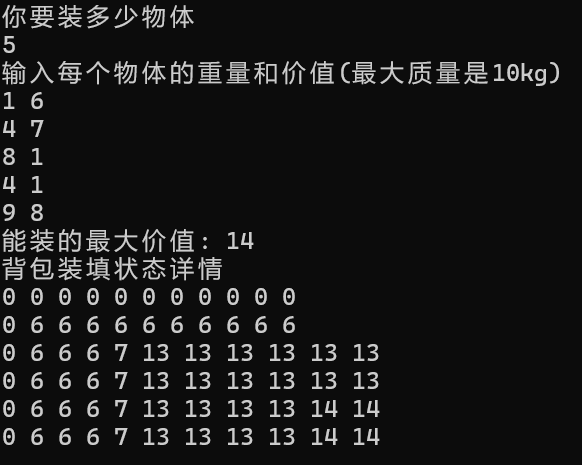 你要装多少物体
5
输入每个物体的重量和价值(最大质量是10kg)
1 6
4 7
8 1
4 1
9 8
能装的最大价值: 14
背包装填状态详情
0 0 0 0 0 0 0 0 0 0 0
0 6 6 6 6 6 6 6 6 6 6
0 6 6 6 7 13 13 13 13 13 13
0 6 6 6 7 13 13 13 13 13 13
0 6 6 6 7 13 13 13 13 14 14
0 6 6 6 7 13 13 13 13 14 14